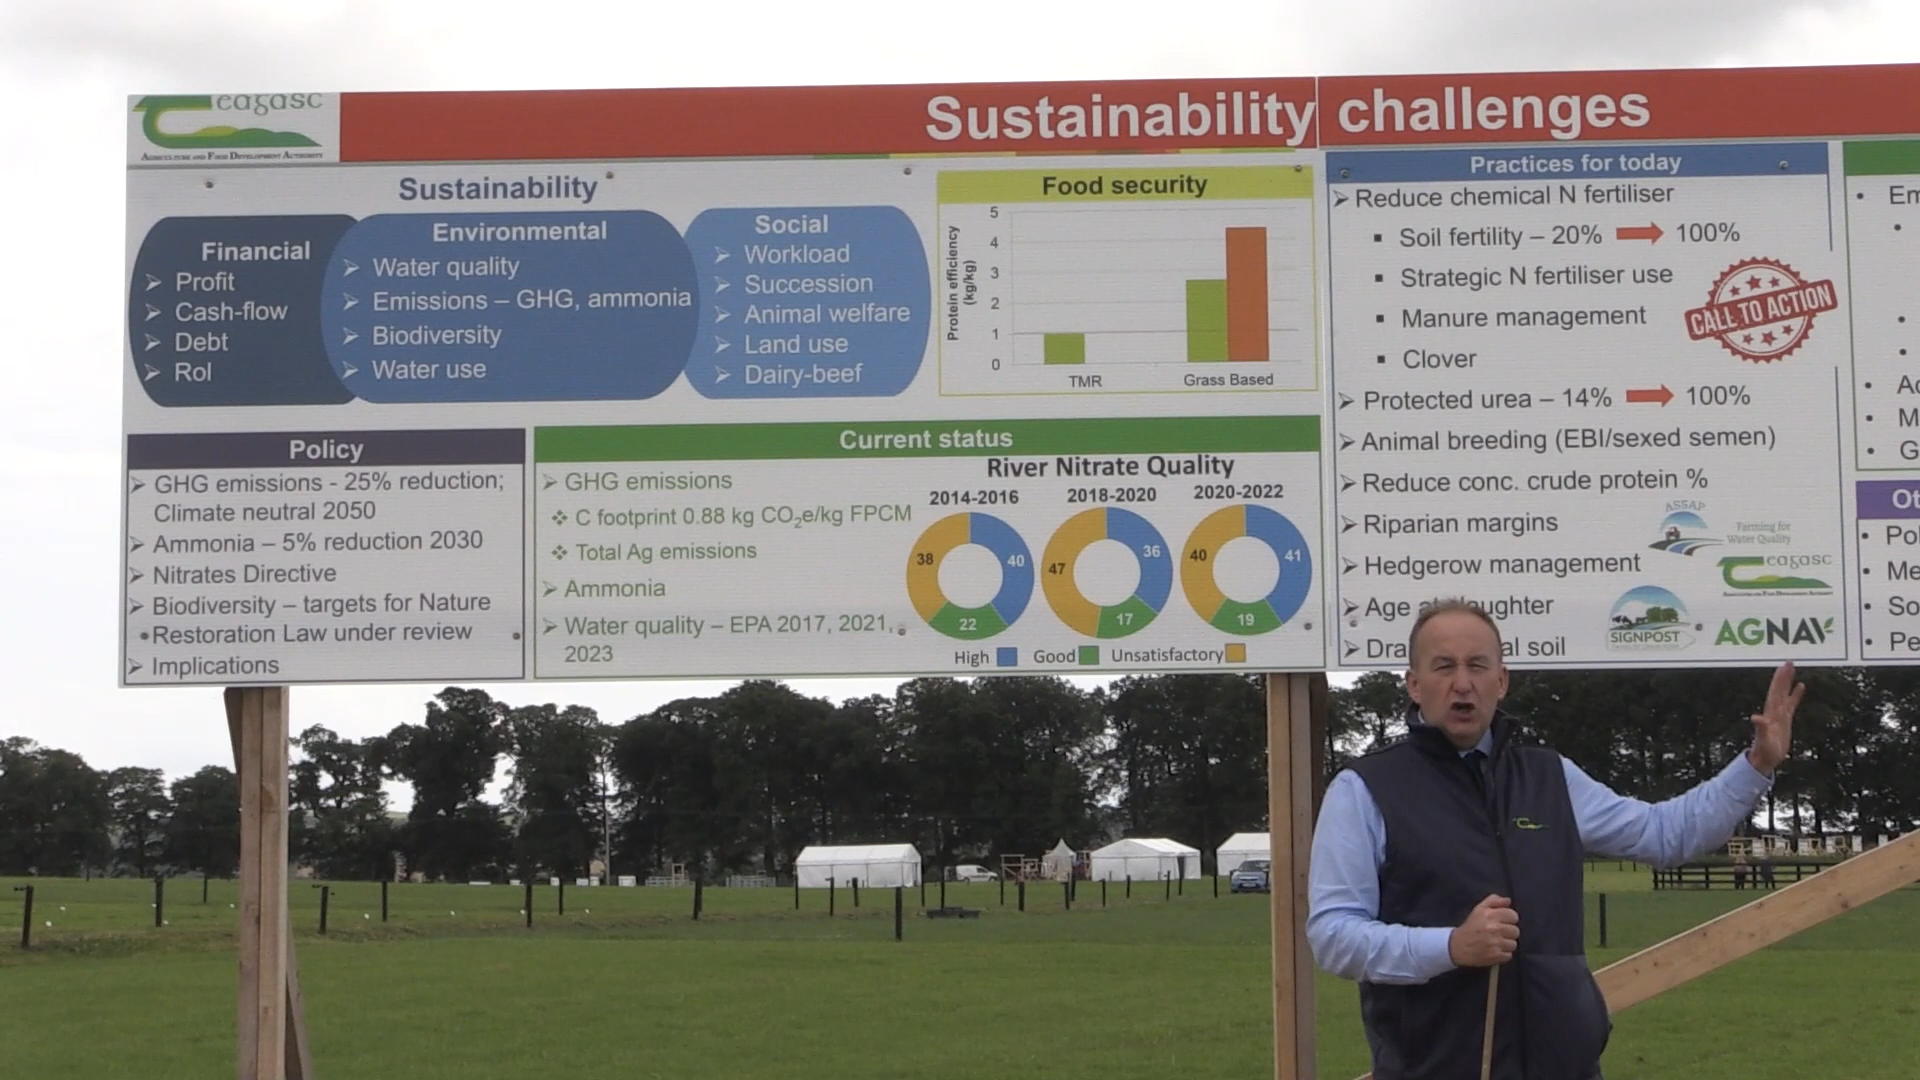 eagasc
AGRICULTURE AND FOOD DEVELOPMENT AUTHORITY
Sustainability challenges
Sustainability
Financial
Profit
Cash-flow
Debt
RoI
Environmental
Water quality
Emissions – GHG, ammonia
Biodiversity
Water use
Social
Workload
Succession
Animal welfare
Land use
Dairy-beef
Food security
Protein efficiency
(kg/kg)
5
4
3
2
1
0
TMR
Grass Based
Policy
GHG emissions - 25% reduction;
Climate neutral 2050
Ammonia – 5% reduction 2030
Nitrates Directive
Biodiversity – targets for Nature
Restoration Law under review
Implications
Current status
GHG emissions
C footprint 0.88 kg CO₂e/kg FPCM
Total Ag emissions
Ammonia
Water quality – EPA 2017, 2021,
2023
River Nitrate Quality
2014-2016
2018-2020
2020-2022
38
40
22
47
36
17
40
41
19
High
Good
Unsatisfactory
Practices for today
Reduce chemical N fertiliser
Soil fertility – 20% 100%
Strategic N fertiliser use
Manure management
Clover
CALL TO ACTION
Protected urea – 14% 100%
Animal breeding (EBI/sexed semen)
Reduce conc. crude protein %
Riparian margins
Hedgerow management
Age
Dra
al soil
ASSAP
Farming for
Water Quality
eagasc
SIGNPOST
AGNAV
Em
Ac
M
G
Ot
Pol
Me
So
Pe